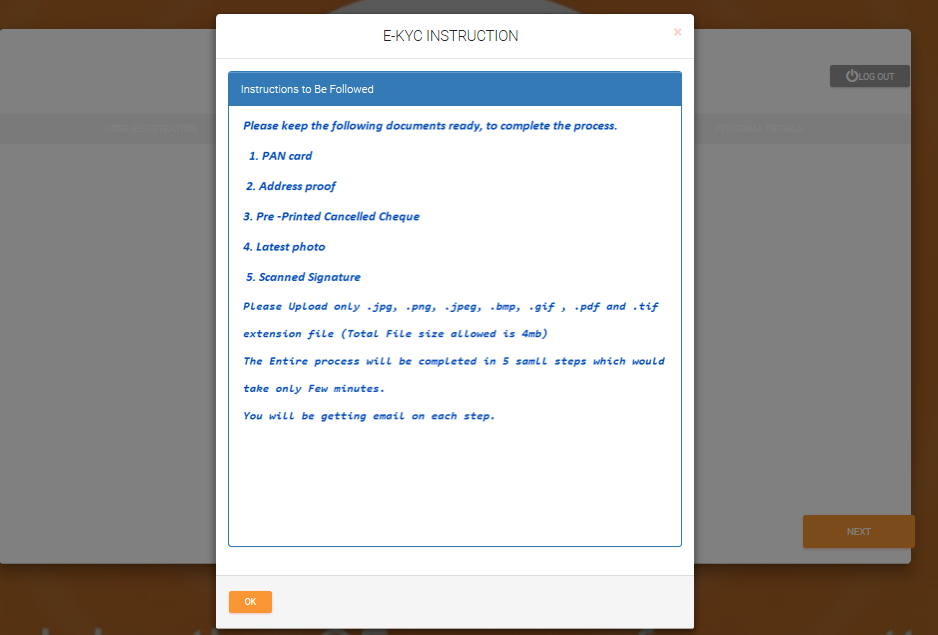 E-KYC INSTRUCTION
×
Instructions to Be Followed
LOG OUT
USER REGISTRATION
PERSONAL DETAILS
Please keep the following documents ready, to complete the process.
1. PAN card
2. Address proof
3. Pre -Printed Cancelled Cheque
4. Latest photo
5. Scanned Signature
Please Upload only .jpg, .png, .jpeg, .bmp, .gif , .pdf and .tif
extension file (Total File size allowed is 4mb)
The Entire process will be completed in 5 samll steps which would
take only Few minutes.
You will be getting email on each step.
NEXT
OK